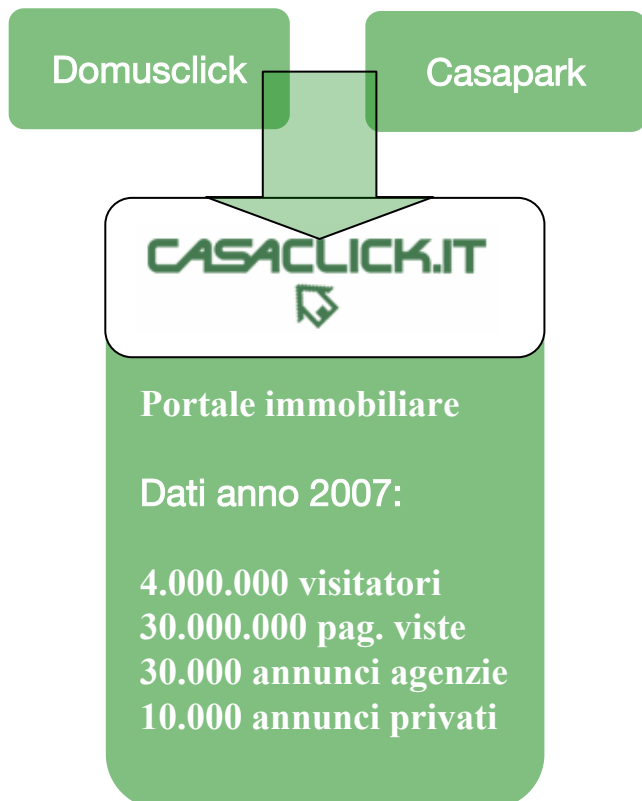 Domusclick
Casapark
CASACLICK.IT
Portale immobiliare
Dati anno 2007:
4.000.000 visitatori
30.000.000 pag. viste
30.000 annunci agenzie
10.000 annunci privati